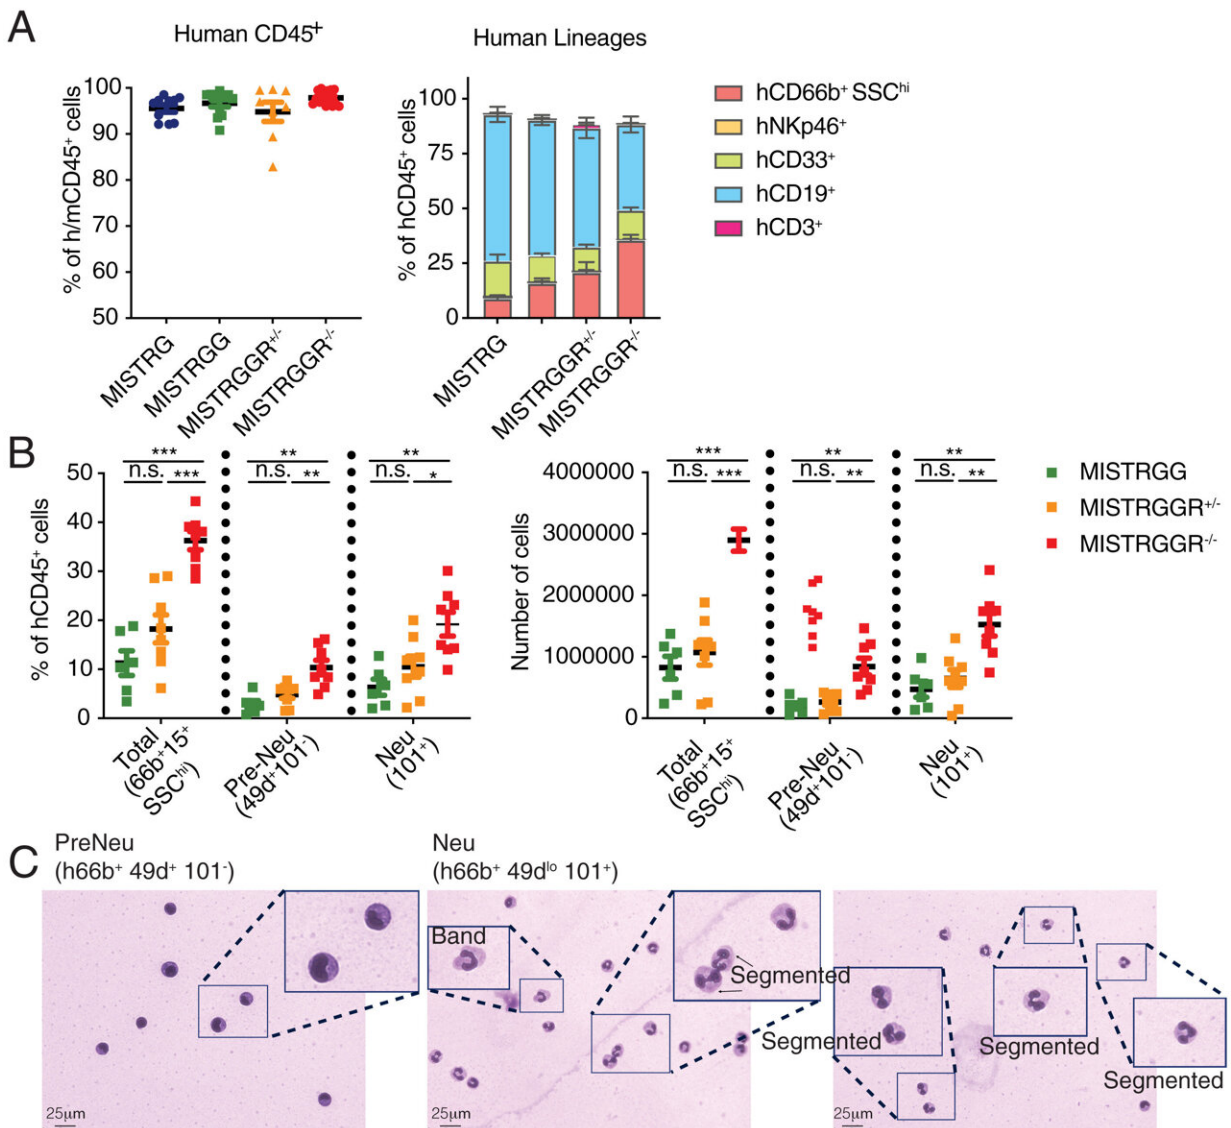 A
Human CD45⁺
% of h/mCD45⁺ cells
100
90
80
70
60
50
MISTRG
MISTRGG
MISTRGGR⁺/⁻
MISTRGGR⁻/⁻
Human Lineages
% of hCD45⁺ cells
100
75
50
25
0
MISTRG
MISTRGGR⁺/⁻
MISTRGGR⁻/⁻
hCD66b⁺ SSCʰⁱ
hNKp46⁺
hCD33⁺
hCD19⁺
hCD3⁺
B
% of hCD45⁺ cells
50
40
30
20
10
0
***
n.s. ***
**
n.s. **
**
n.s. *
Total
(66b⁺15⁺
SSCʰⁱ)
Pre-Neu
(49d⁺101⁻)
Neu
(101⁺)
Number of cells
4000000
3000000
2000000
1000000
0
***
n.s. ***
**
n.s. **
**
n.s. **
Total
(66b⁺15⁺
SSCʰⁱ)
Pre-Neu
(49d⁺101⁻)
Neu
(101⁺)
MISTRGG
MISTRGGR⁺/⁻
MISTRGGR⁻/⁻
C
PreNeu
(h66b⁺ 49d⁺ 101⁻)
25μm
Neu
(h66b⁺ 49dˡᵒ 101⁺)
Band
Segmented
25μm
Segmented
Segmented
Segmented
25μm